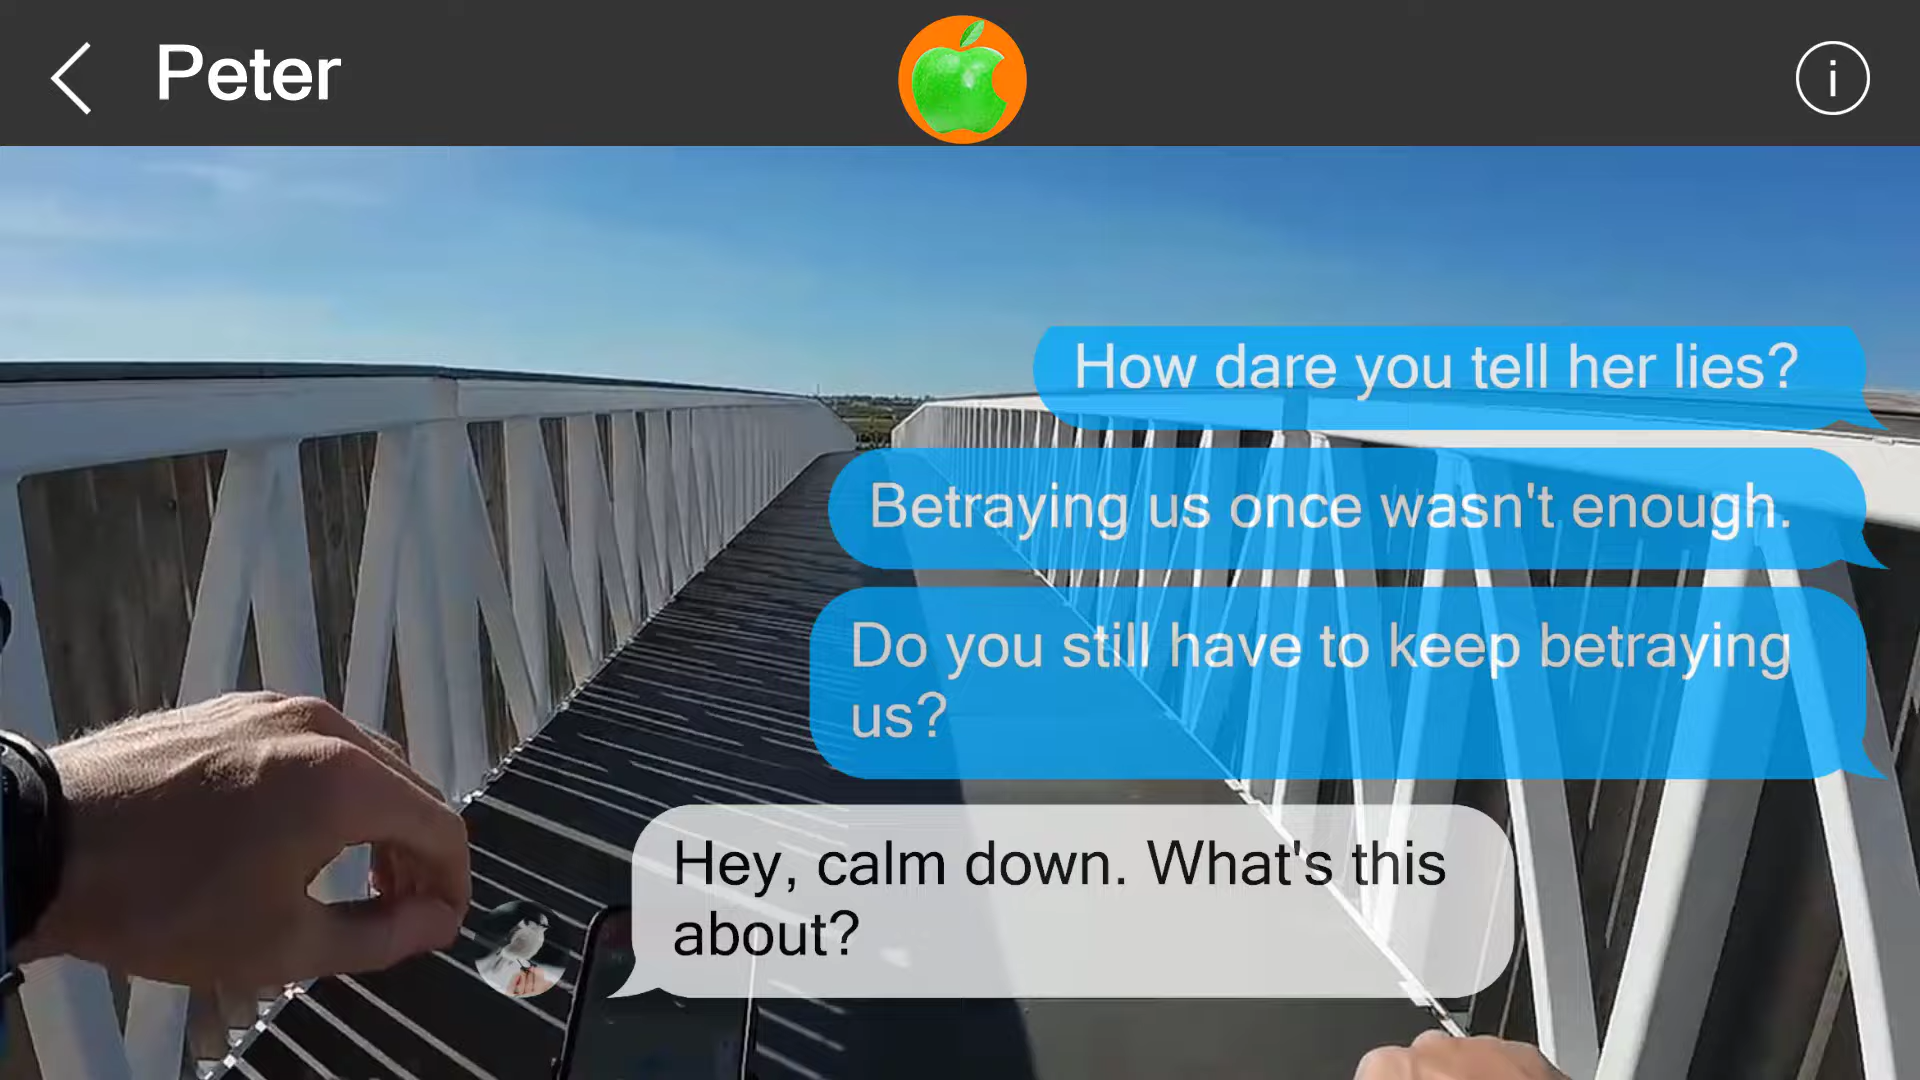 Peter
i
How dare you tell her lies?
Betraying us once wasn't enough.
Do you still have to keep betraying
us?
Hey, calm down. What's this
about?